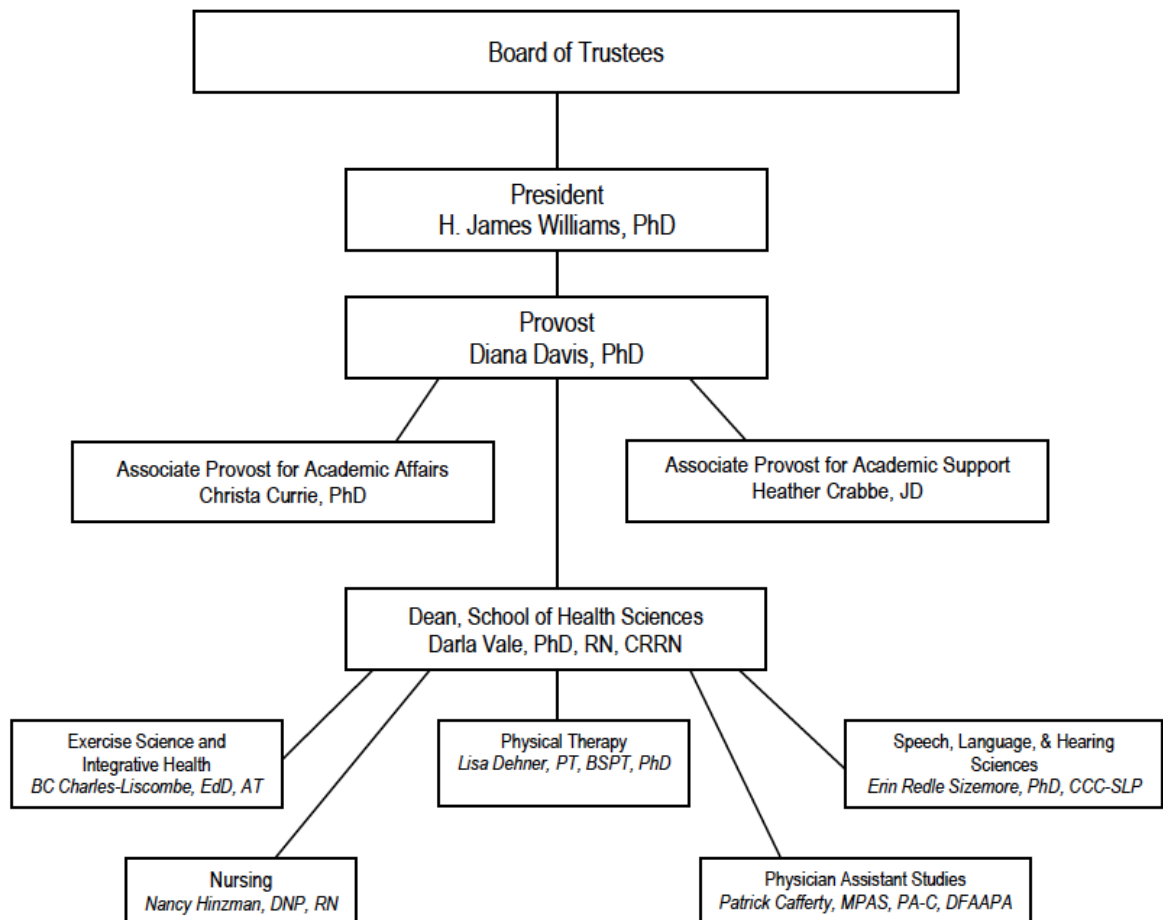 Board of Trustees
President
H. James Williams, PhD
Provost
Diana Davis, PhD
Associate Provost for Academic Affairs
Christa Currie, PhD
Associate Provost for Academic Support
Heather Crabbe, JD
Dean, School of Health Sciences
Darla Vale, PhD, RN, CRRN
Exercise Science and
Integrative Health
BC Charles-Liscombe, EdD, AT
Physical Therapy
Lisa Dehner, PT, BSPT, PhD
Speech, Language, & Hearing
Sciences
Erin Redle Sizemore, PhD, CCC-SLP
Nursing
Nancy Hinzman, DNP, RN
Physician Assistant Studies
Patrick Cafferty, MPAS, PA-C, DFAAPA